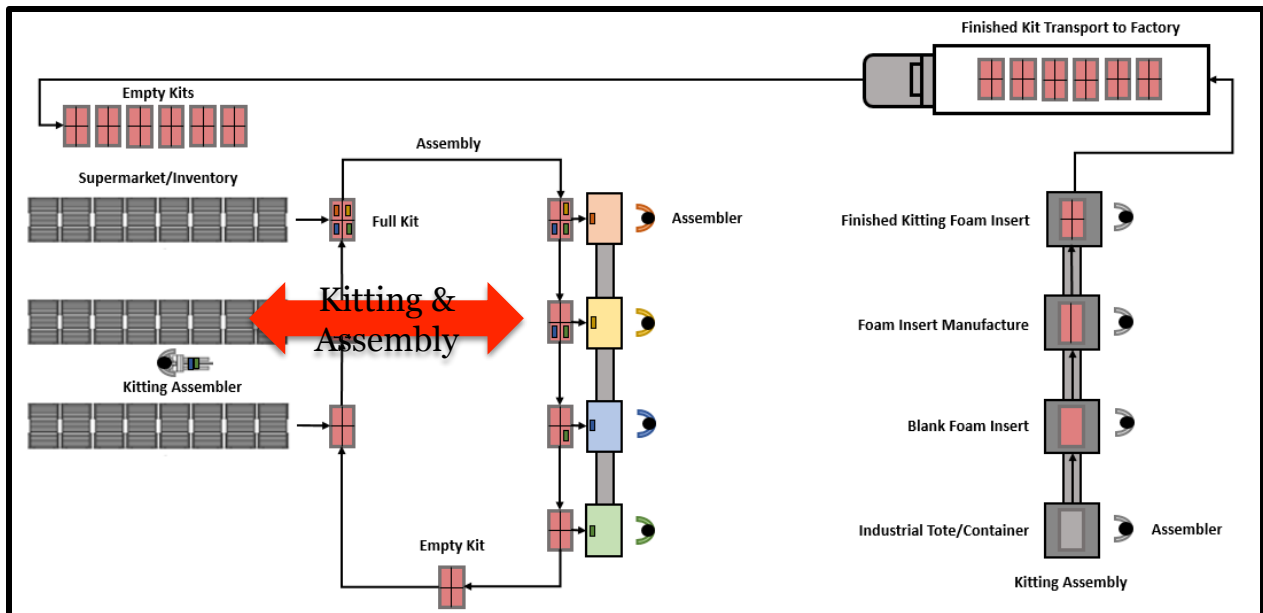 Finished Kit Transport to Factory
Empty Kits
Assembly
Supermarket/Inventory
Full Kit
Assembler
Finished Kitting Foam Insert
Kitting &
Assembly
Foam Insert Manufacture
Kitting Assembler
Blank Foam Insert
Industrial Tote/Container
Assembler
Empty Kit
Kitting Assembly